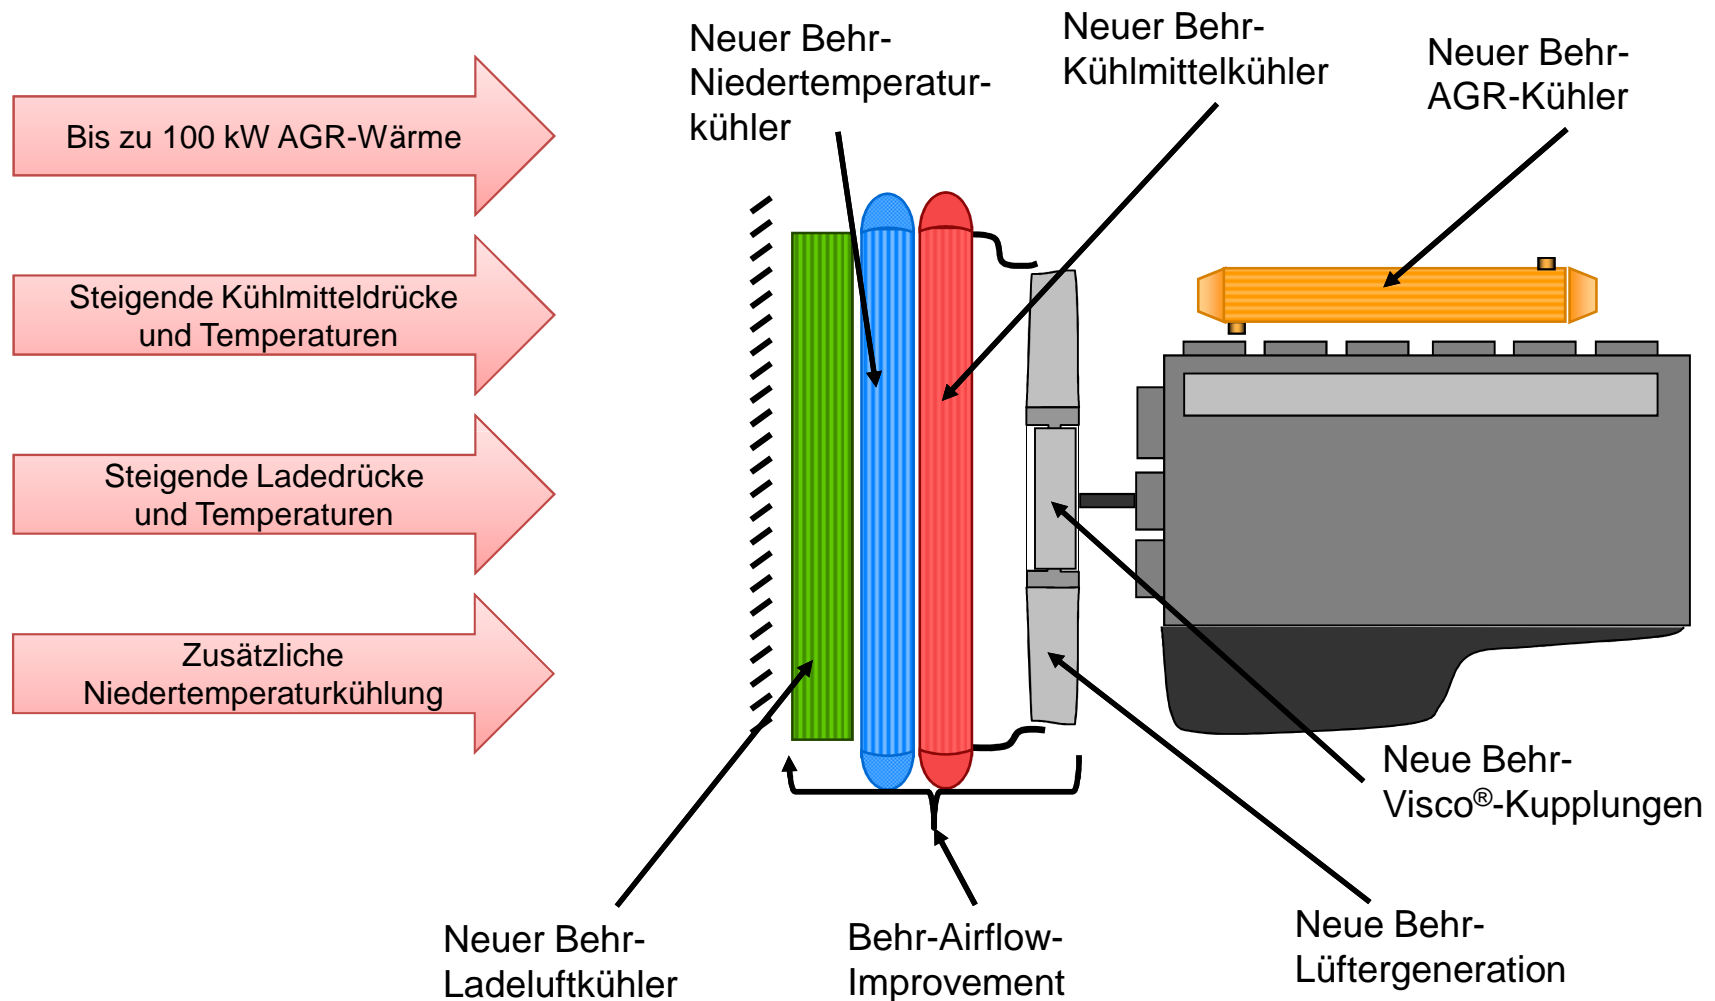 Neuer Behr-
Niedertemperatur-
kühler
Neuer Behr-
Kühlmittelkühler
Neuer Behr-
AGR-Kühler
Bis zu 100 kW AGR-Wärme
Steigende Kühlmitteldrücke
und Temperaturen
Steigende Ladedrücke
und Temperaturen
Zusätzliche
Niedertemperaturkühlung
Neue Behr-
Visco®-Kupplungen
Neuer Behr-
Ladeluftkühler
Behr-Airflow-
Improvement
Neue Behr-
Lüftergeneration